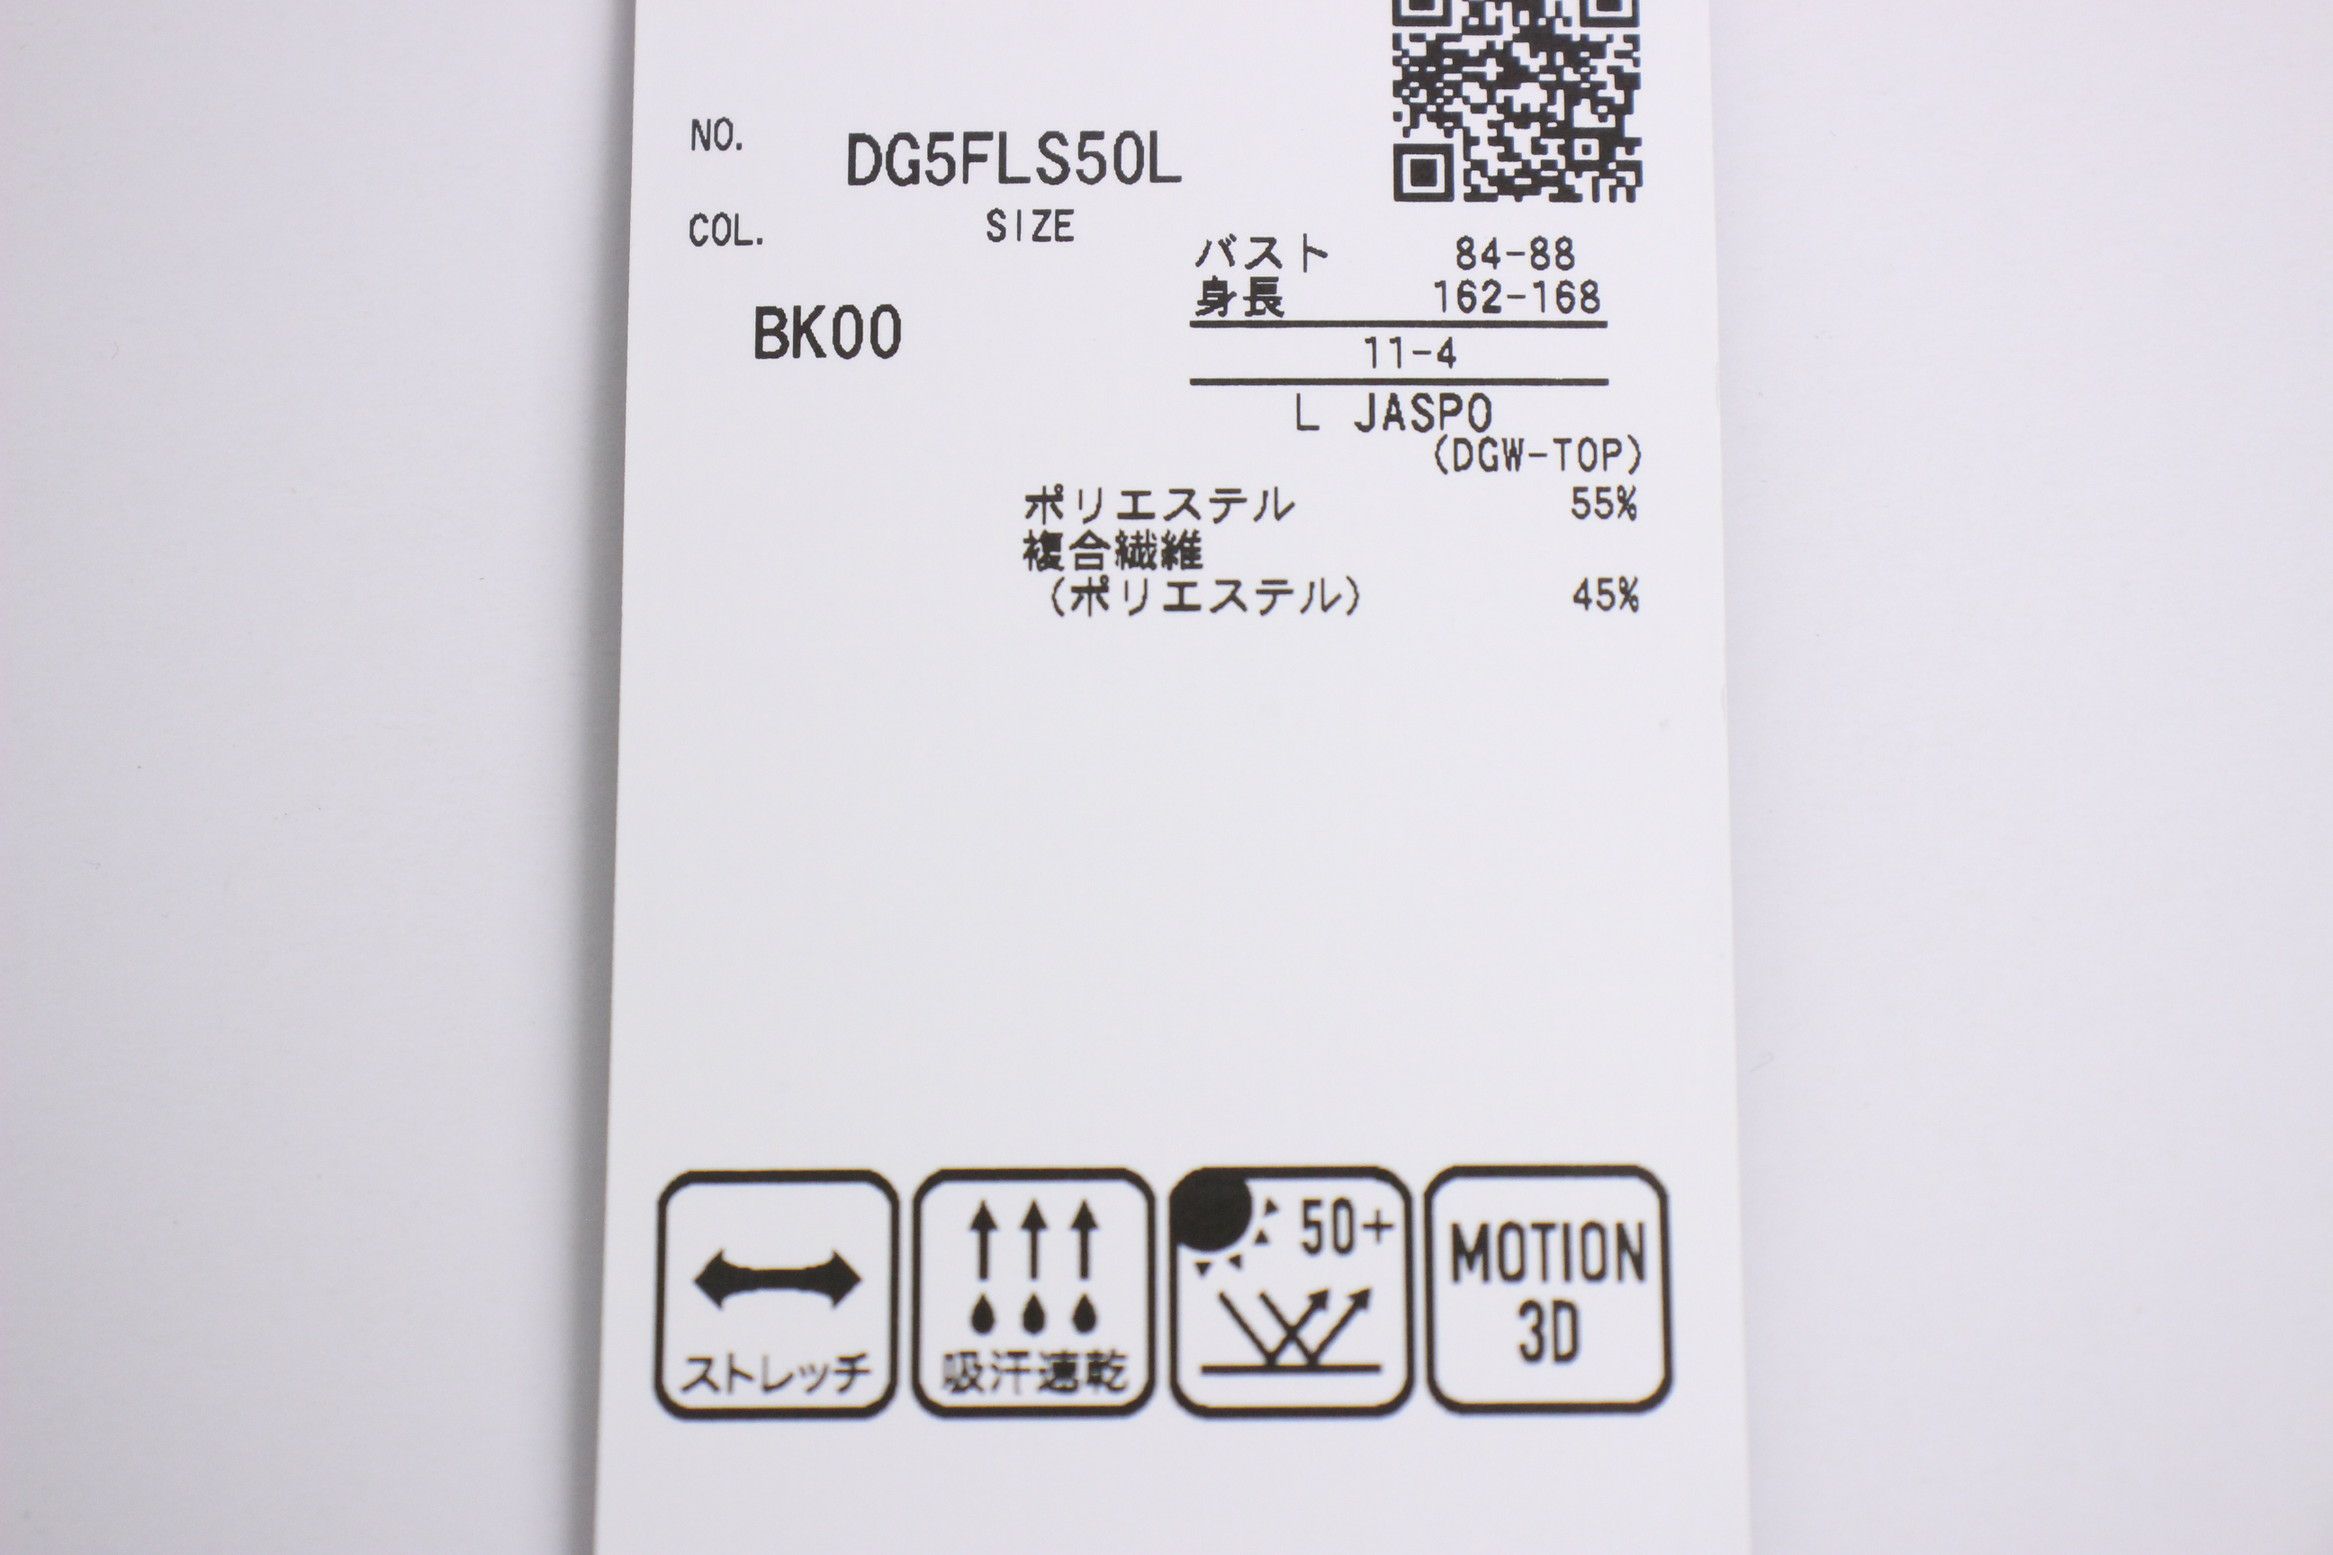 NO.
DG5FLS50L
COL.
SIZE
BK00
バスト 84-88
身長 162-168
11-4
L JASPO
(DGW-TOP)
ポリエステル 55%
複合繊維
(ポリエステル) 45%
ストレッチ
吸汗速乾
50+
MOTION
3D